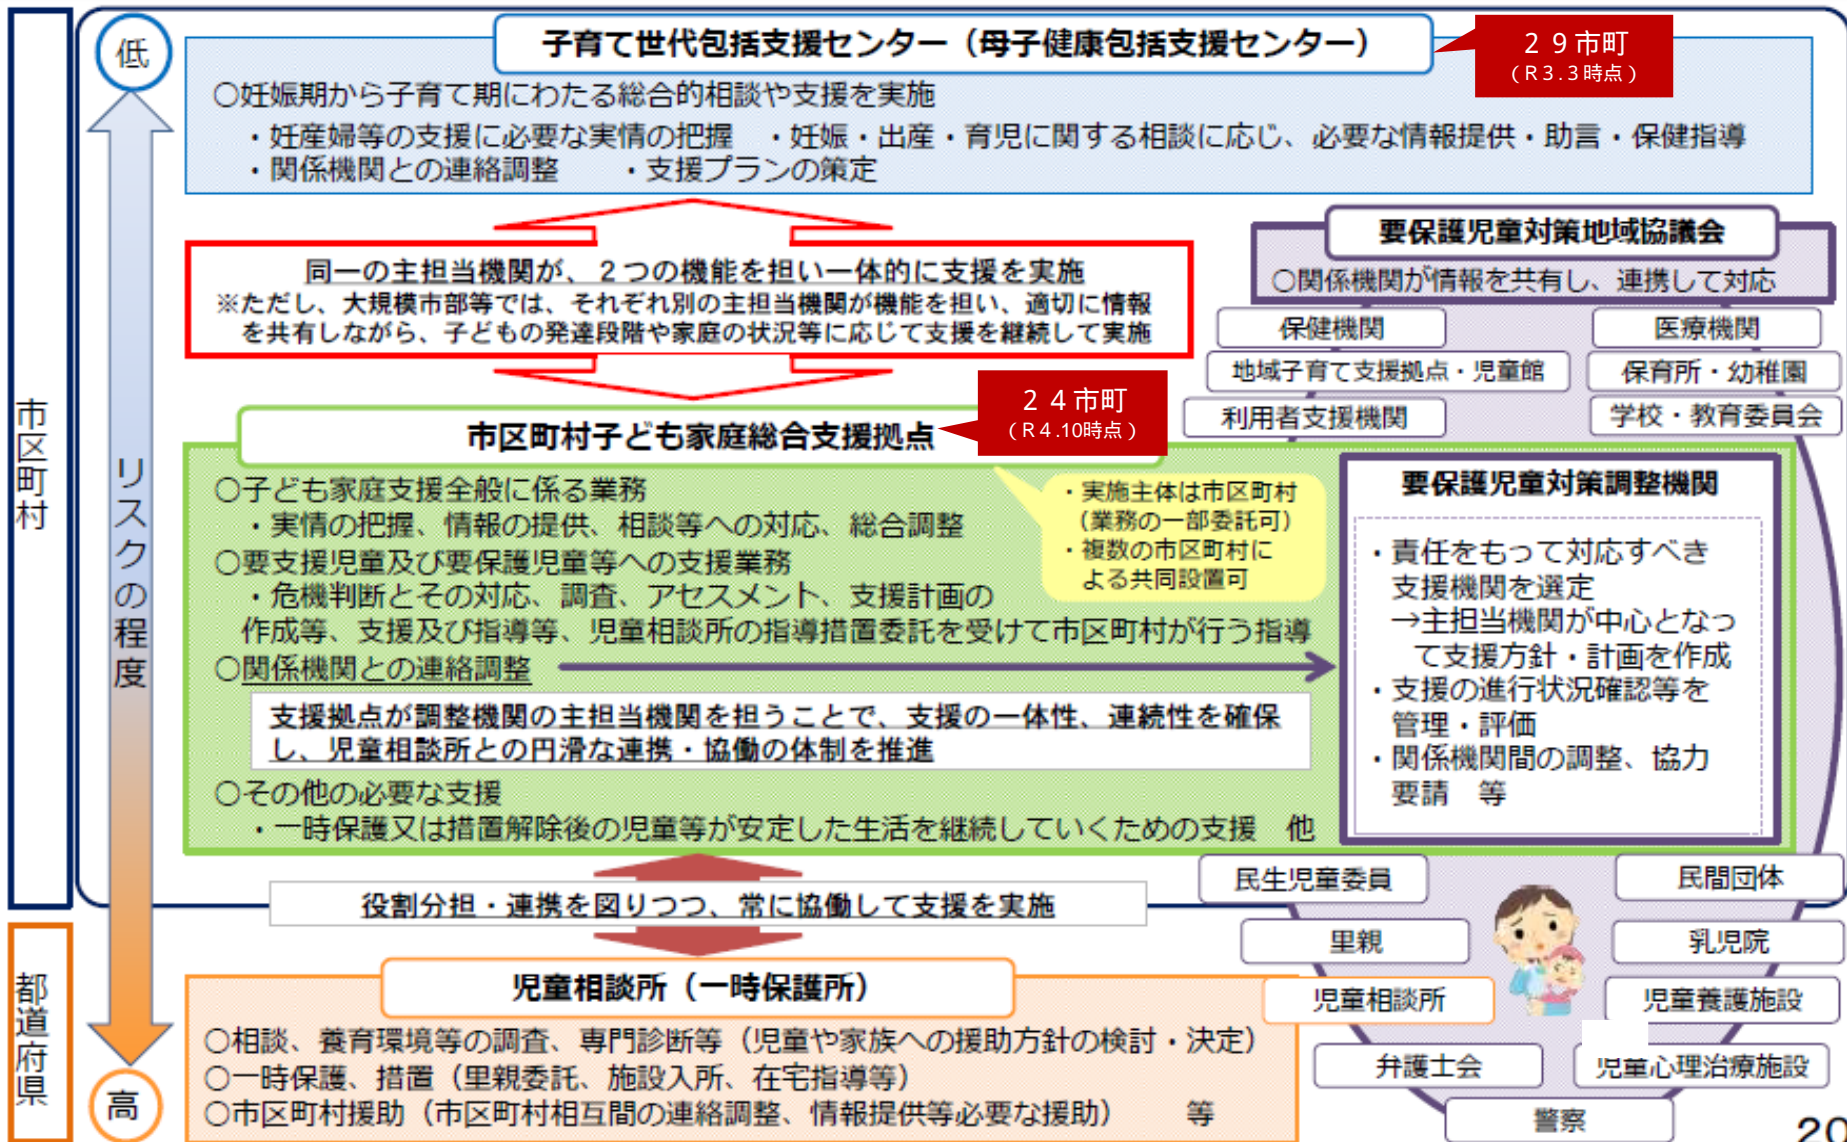 市区町村
都道府県
低
リスクの程度
高
子育て世代包括支援センター（母子健康包括支援センター）
２９市町
（R３.３時点）
○妊娠期から子育て期にわたる総合的相談や支援を実施
・妊産婦等の支援に必要な実情の把握　・妊娠・出産・育児に関する相談に応じ、必要な情報提供・助言・保健指導
・関係機関との連絡調整　　・支援プランの策定
同一の主担当機関が、２つの機能を担い一体的に支援を実施
※ただし、大規模市部等では、それぞれ別の主担当機関が機能を担い、適切に情報
を共有しながら、子どもの発達段階や家庭の状況等に応じて支援を継続して実施
要保護児童対策地域協議会
○関係機関が情報を共有し、連携して対応
保健機関
医療機関
地域子育て支援拠点・児童館
保育所・幼稚園
利用者支援機関
学校・教育委員会
市区町村子ども家庭総合支援拠点
２４市町
（R４.10時点）
○子ども家庭支援全般に係る業務
・実情の把握、情報の提供、相談等への対応、総合調整
○要支援児童及び要保護児童等への支援業務
・危機判断とその対応、調査、アセスメント、支援計画の
作成等、支援及び指導等、児童相談所の指導措置委託を受けて市区町村が行う指導
○関係機関との連絡調整
支援拠点が調整機関の主担当機関を担うことで、支援の一体性、連続性を確保
し、児童相談所との円滑な連携・協働の体制を推進
○その他の必要な支援
・一時保護又は措置解除後の児童等が安定した生活を継続していくための支援　他
・実施主体は市区町村
（業務の一部委託可）
・複数の市区町村に
よる共同設置可
要保護児童対策調整機関
・責任をもって対応すべき
支援機関を選定
→主担当機関が中心となっ
て支援方針・計画を作成
・支援の進行状況確認等を
管理・評価
・関係機関間の調整、協力
要請　等
役割分担・連携を図りつつ、常に協働して支援を実施
民生児童委員
民間団体
里親
乳児院
児童相談所
児童養護施設
弁護士会
児童心理治療施設
警察
児童相談所（一時保護所）
○相談、養育環境等の調査、専門診断等（児童や家族への援助方針の検討・決定）
○一時保護、措置（里親委託、施設入所、在宅指導等）
○市区町村援助（市区町村相互間の連絡調整、情報提供等必要な援助）　　等
20